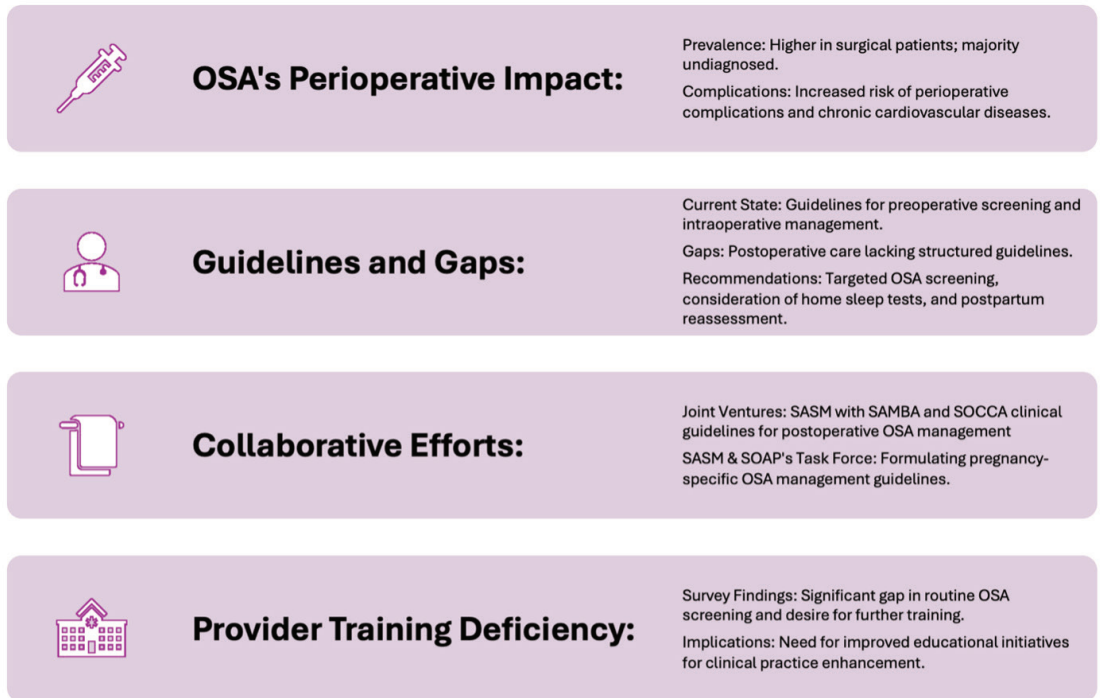 OSA's Perioperative Impact:
Prevalence: Higher in surgical patients; majority
undiagnosed.
Complications: Increased risk of perioperative
complications and chronic cardiovascular diseases.
Guidelines and Gaps:
Current State: Guidelines for preoperative screening and
intraoperative management.
Gaps: Postoperative care lacking structured guidelines.
Recommendations: Targeted OSA screening,
consideration of home sleep tests, and postpartum
reassessment.
Collaborative Efforts:
Joint Ventures: SASM with SAMBA and SOCCA clinical
guidelines for postoperative OSA management
SASM & SOAP's Task Force: Formulating pregnancy-
specific OSA management guidelines.
Provider Training Deficiency:
Survey Findings: Significant gap in routine OSA
screening and desire for further training.
Implications: Need for improved educational initiatives
for clinical practice enhancement.